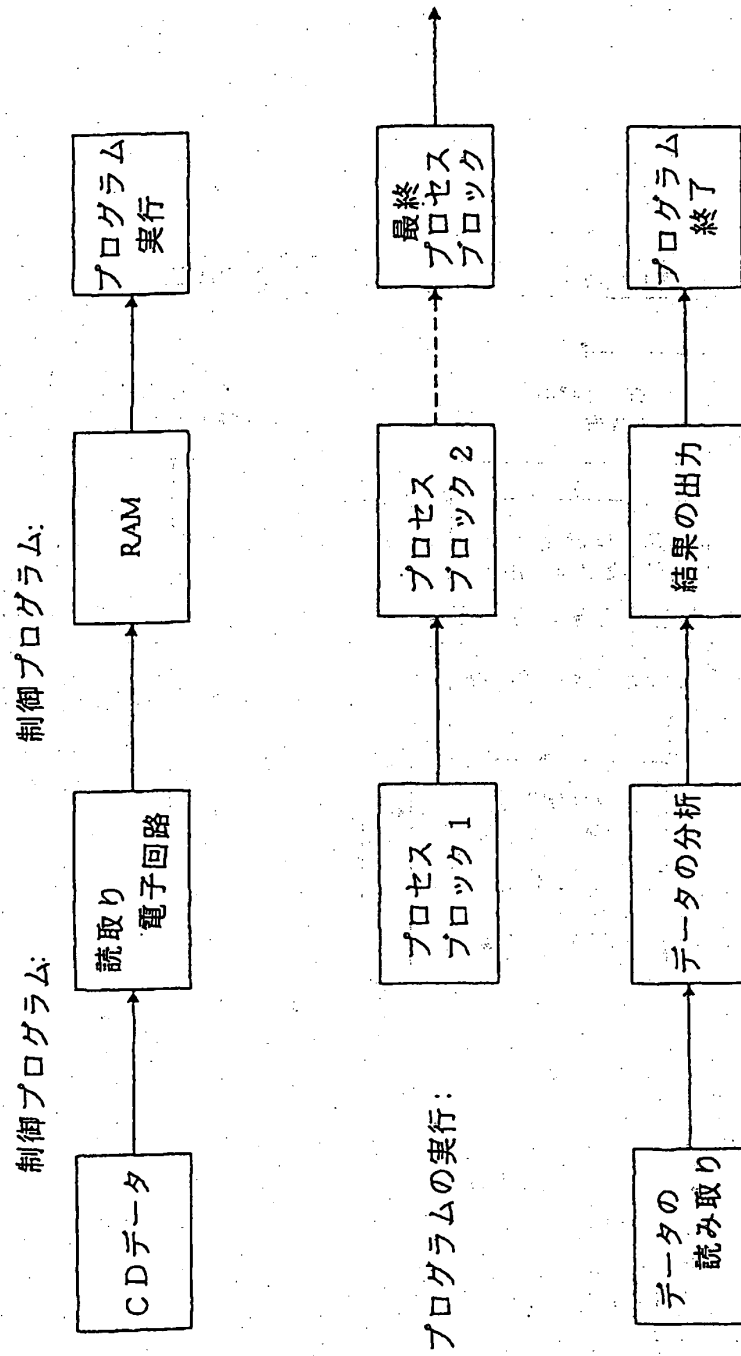 制御プログラム:
制御プログラム:
CDデータ
読取り
電子回路
RAM
プログラム
実行
プログラムの実行:
プロセス
ブロック1
プロセス
ブロック2
最終
プロセス
ブロック
データの
読み取り
データの分析
結果の出力
プログラム
終了